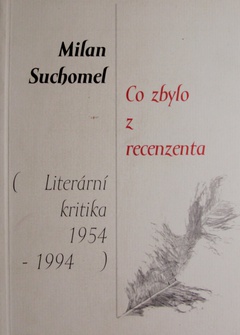 Milan
Suchomel
Co zbylo
z
recenzenta
( Literární
kritika
1954
- 1994 )